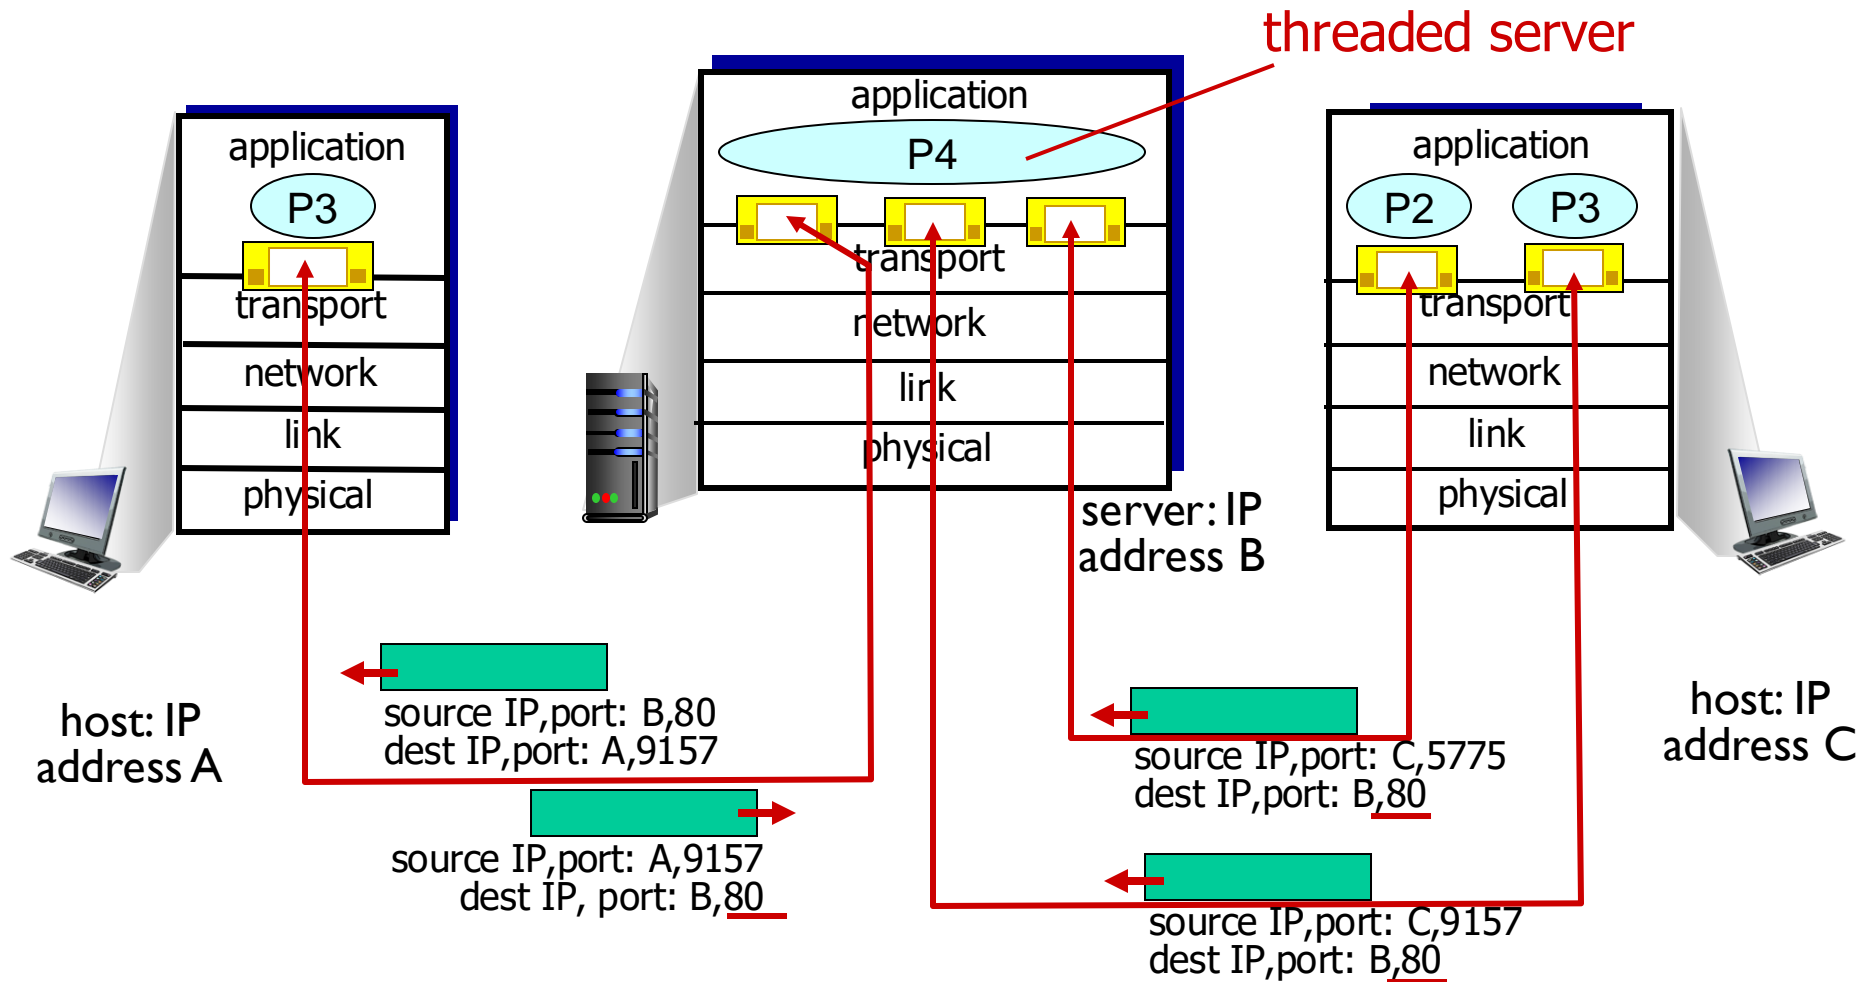 threaded server
application
P3
transport
network
link
physical
application
P4
transport
network
link
physical
application
P2
P3
transport
network
link
physical
server: IP
address B
host: IP
address A
source IP,port: B,80
dest IP,port: A,9157
source IP,port: A,9157
dest IP, port: B,80
source IP,port: C,5775
dest IP,port: B,80
source IP,port: C,9157
dest IP,port: B,80
host: IP
address C